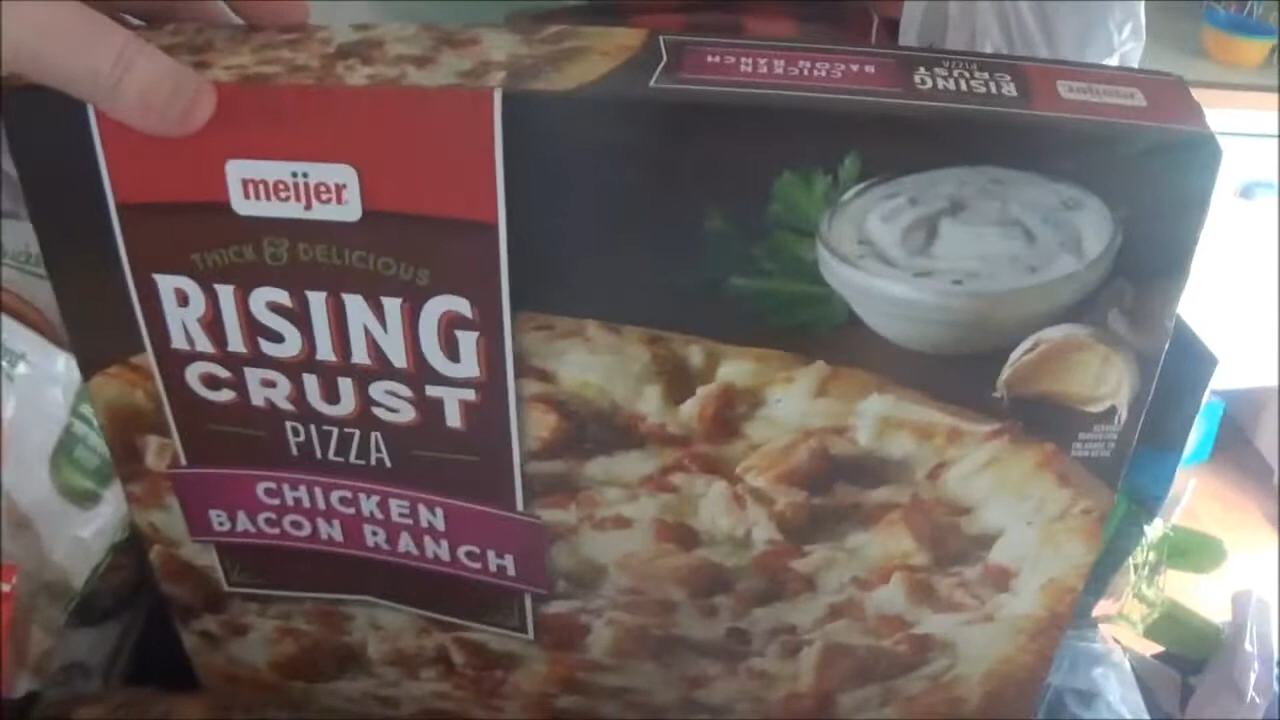 CHICKEN
BACON RANCH
RISING
CRUST
PIZZA
meijer
meijer
THICK & DELICIOUS
RISING
CRUST
PIZZA
CHICKEN
BACON RANCH